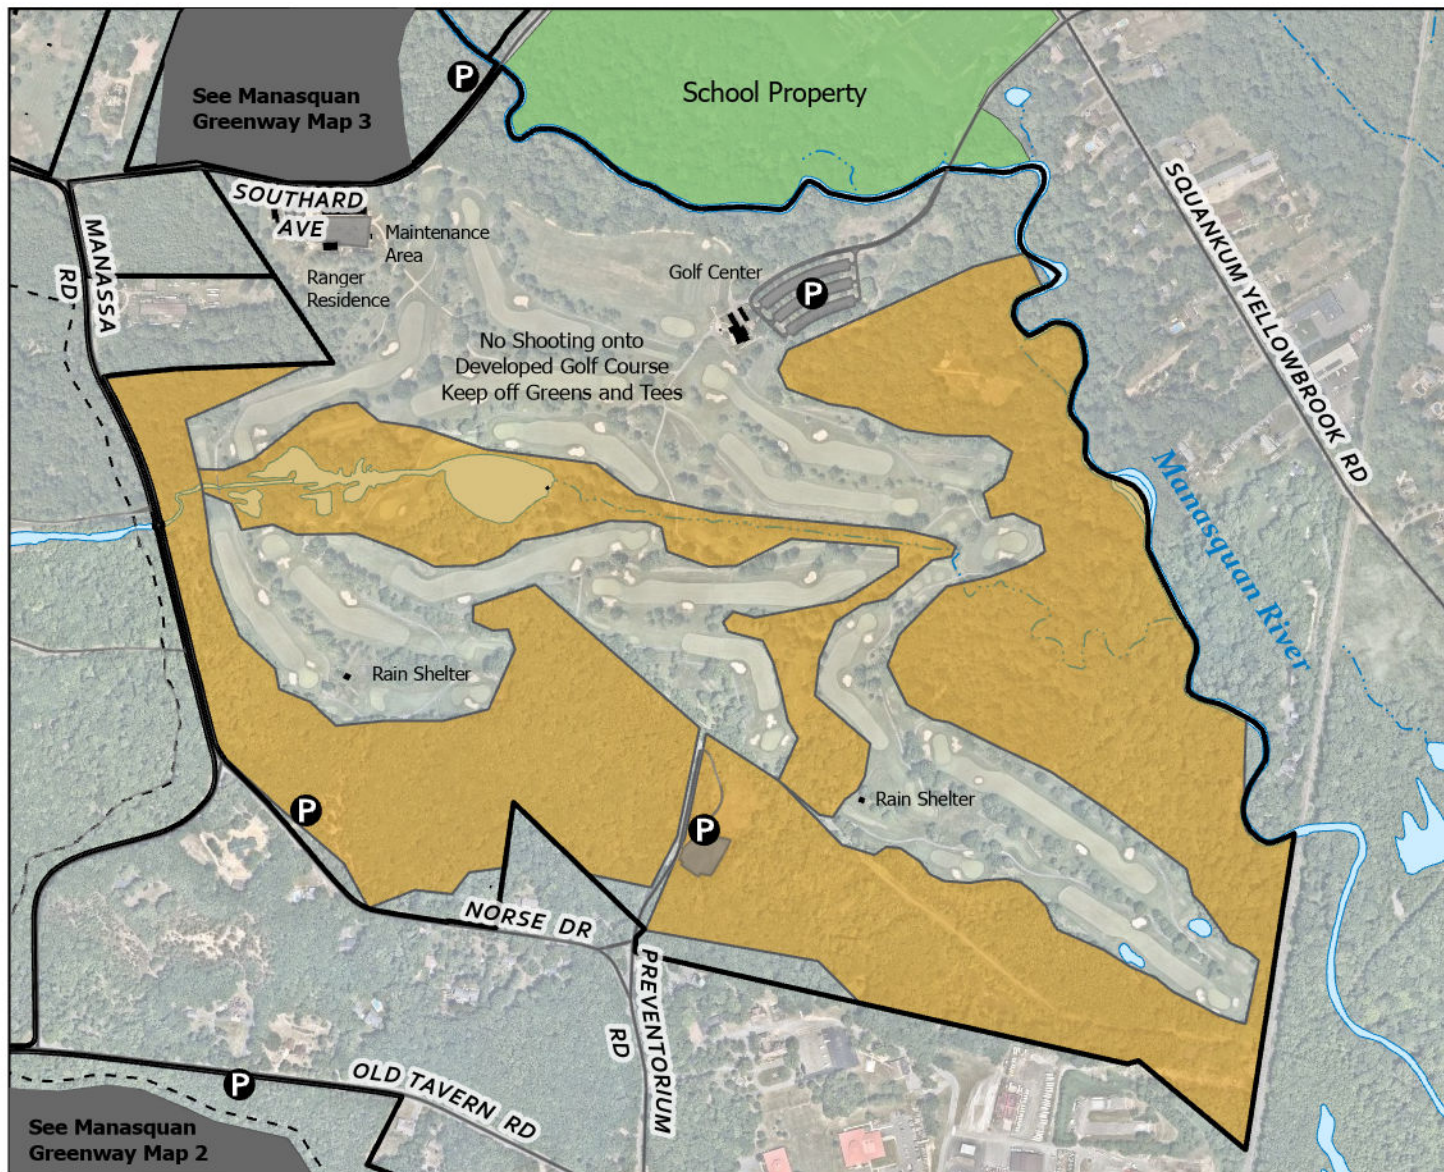 See Manasquan
Greenway Map 3
P
School Property
SOUTHARD
AVE
Maintenance
Area
Ranger
Residence
Golf Center
P
MANASSA
RD
SQUANKUM YELLOWBROOK RD
No Shooting onto
Developed Golf Course
Keep off Greens and Tees
Manasquan River
Rain Shelter
Rain Shelter
P
P
NORSE DR
PREVENTORIUM
RD
OLD TAVERN RD
P
See Manasquan
Greenway Map 2